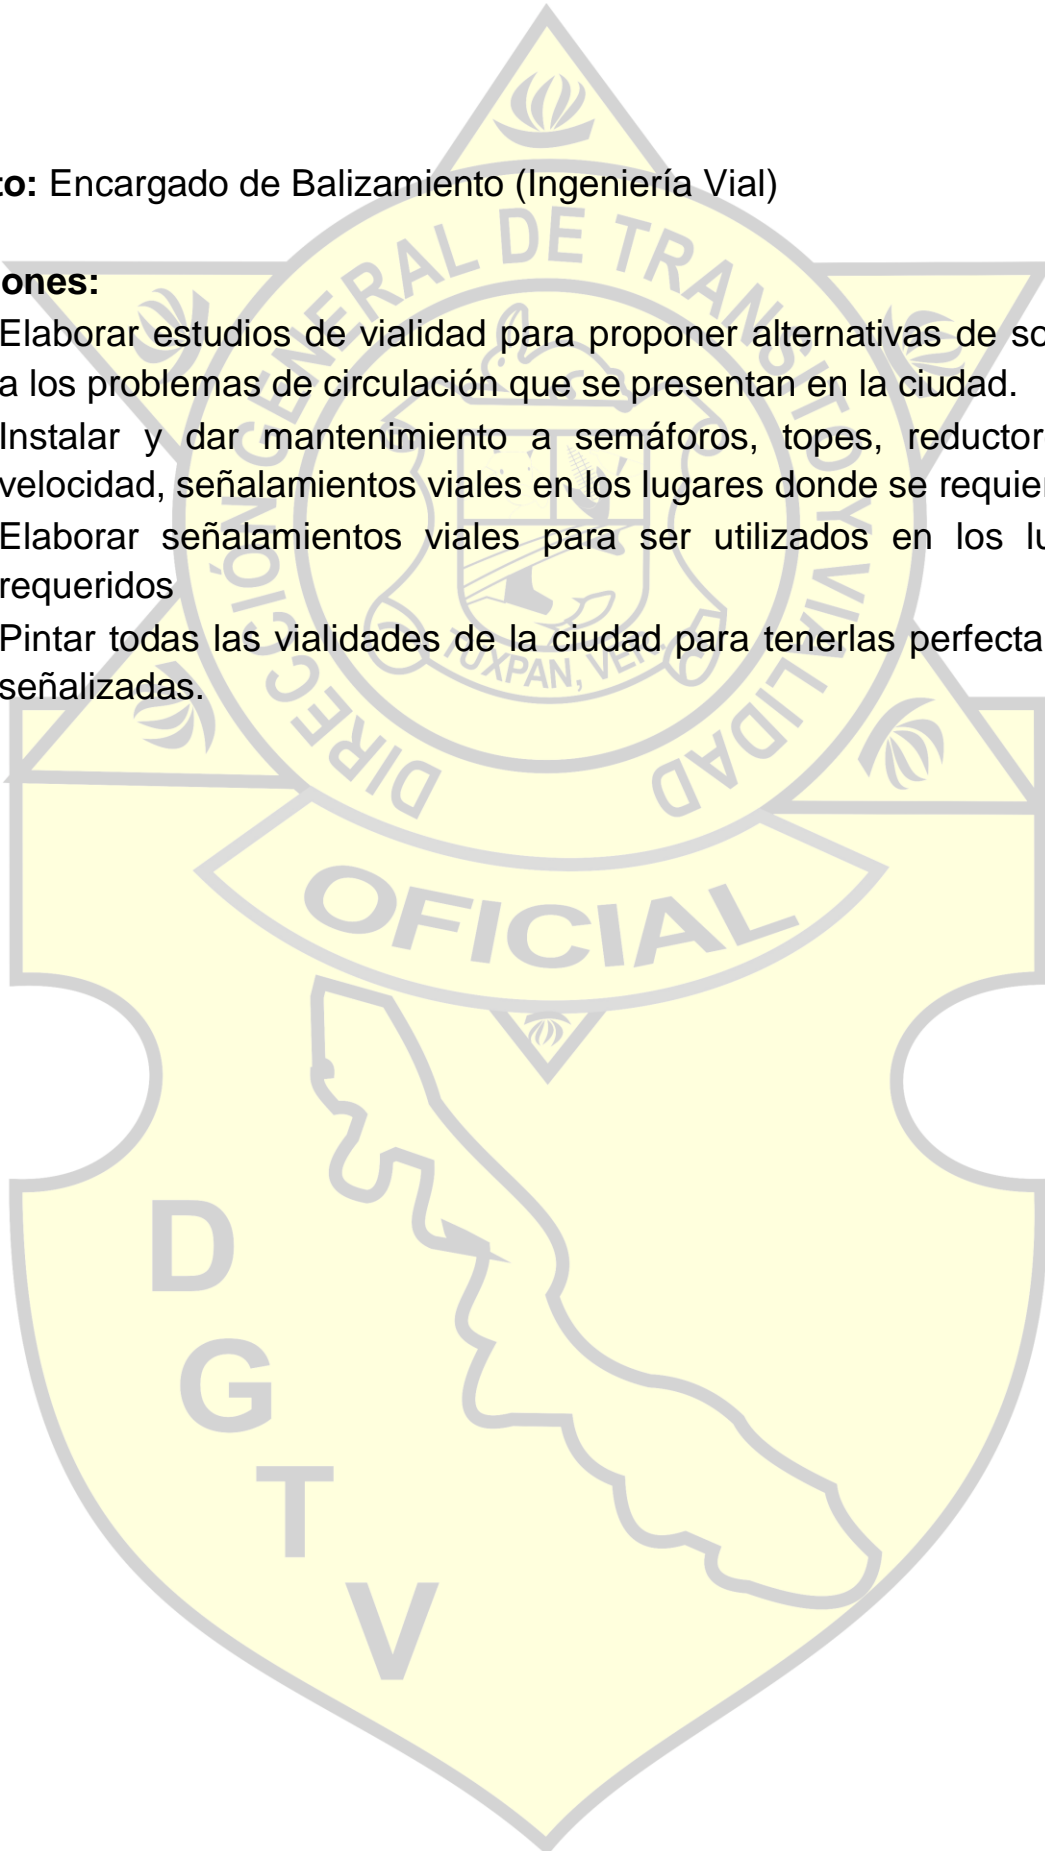 to: Encargado de Balizamiento (Ingeniería Vial)
ones:
Elaborar estudios de vialidad para proponer alternativas de so
a los problemas de circulación que se presentan en la ciudad.
Instalar y dar mantenimiento a semáforos, topes, reductor
velocidad, señalamientos viales en los lugares donde se requier
Elaborar señalamientos viales para ser utilizados en los lu
requeridos
Pintar todas las vialidades de la ciudad para tenerlas perfecta
señalizadas.
DIRECCIÓN GENERAL DE TRANSITO Y VIALIDAD
TUXPAN, VER.
OFICIAL
D
G
T
V